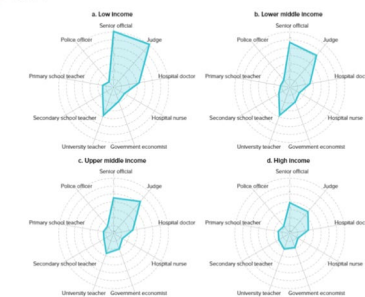 a. Low income
Senior official
Police officer
Judge
Primary school teacher
Hospital doctor
Secondary school teacher
Hospital nurse
University teacher
Government economist
b. Lower middle income
Senior official
Police officer
Judge
Primary school teacher
Hospital doc
Secondary school teacher
Hospital nurse
University teacher
Government economist
c. Upper middle income
Senior official
Police officer
Judge
Primary school teacher
Hospital doctor
Secondary school teacher
Hospital nurse
University teacher
Government economist
d. High income
Senior official
Police officer
Judge
Primary school teacher
Hospital doc
Secondary school teacher
Hospital nurse
University teacher
Government economist